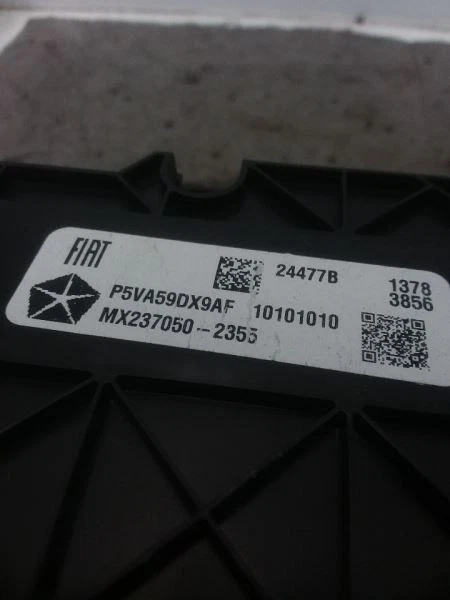 FIAT
24477B
1378
3856
P5VA59DX9AF 10101010
MX237050-2355